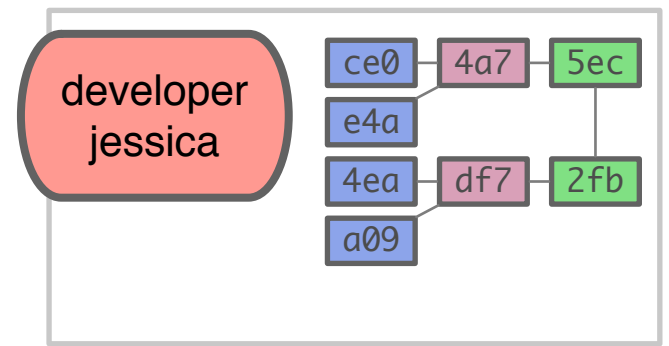 developer
jessica
ce0 4a7 5ec
e4a
4ea df7 2fb
a09